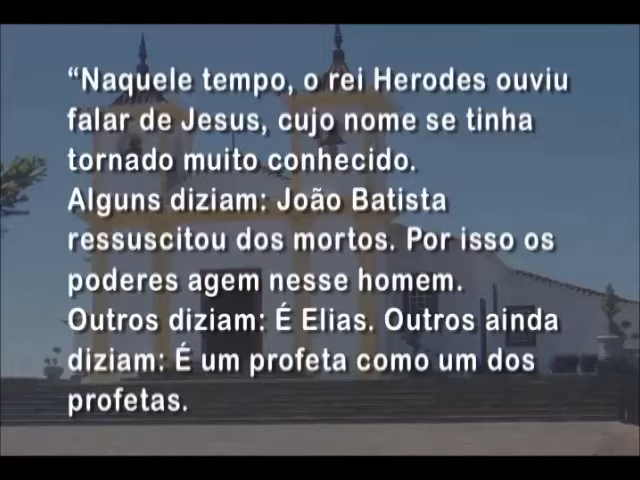 “Naquele tempo, o rei Herodes ouviu
falar de Jesus, cujo nome se tinha
tornado muito conhecido.
Alguns diziam: João Batista
ressuscitou dos mortos. Por isso os
poderes agem nesse homem.
Outros diziam: É Elias. Outros ainda
diziam: É um profeta como um dos
profetas.